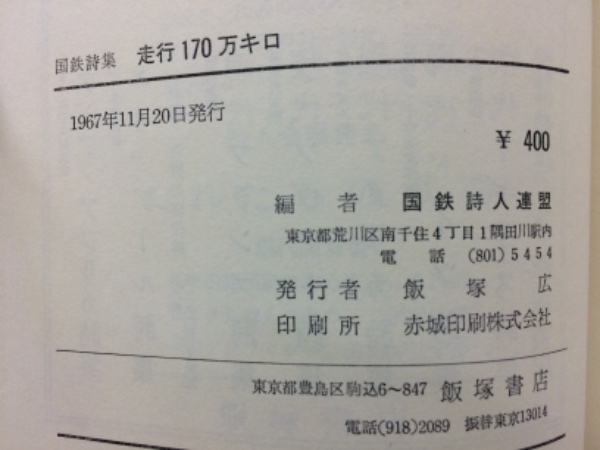 国鉄詩集 走行170万キロ
1967年11月20日発行
¥ 400
編者 国鉄詩人連盟
東京都荒川区南千住4丁目1隅田川駅内
電話 (801) 5454
発行者 飯塚広
印刷所 赤城印刷株式会社
東京都豊島区駒込6〜847 飯塚書店
電話(918)2089 振替東京13014